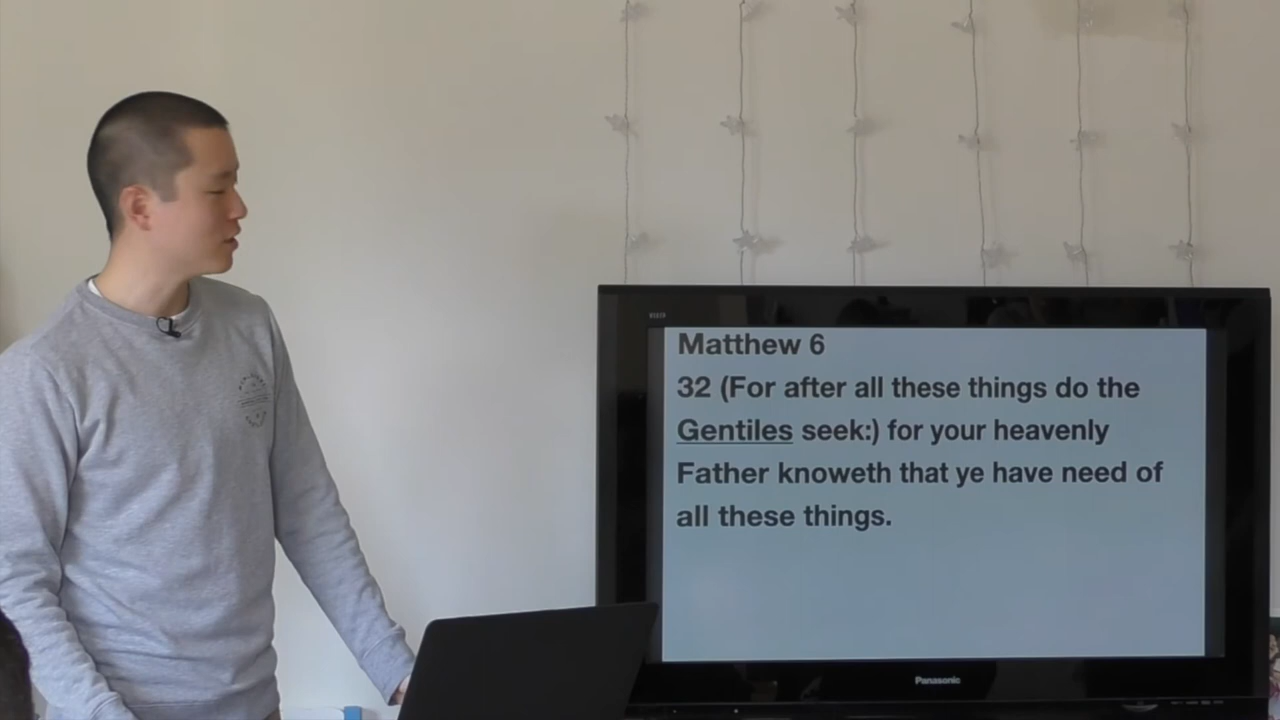 Matthew 6
32 (For after all these things do the
Gentiles seek:) for your heavenly
Father knoweth that ye have need of
all these things.
Panasonic